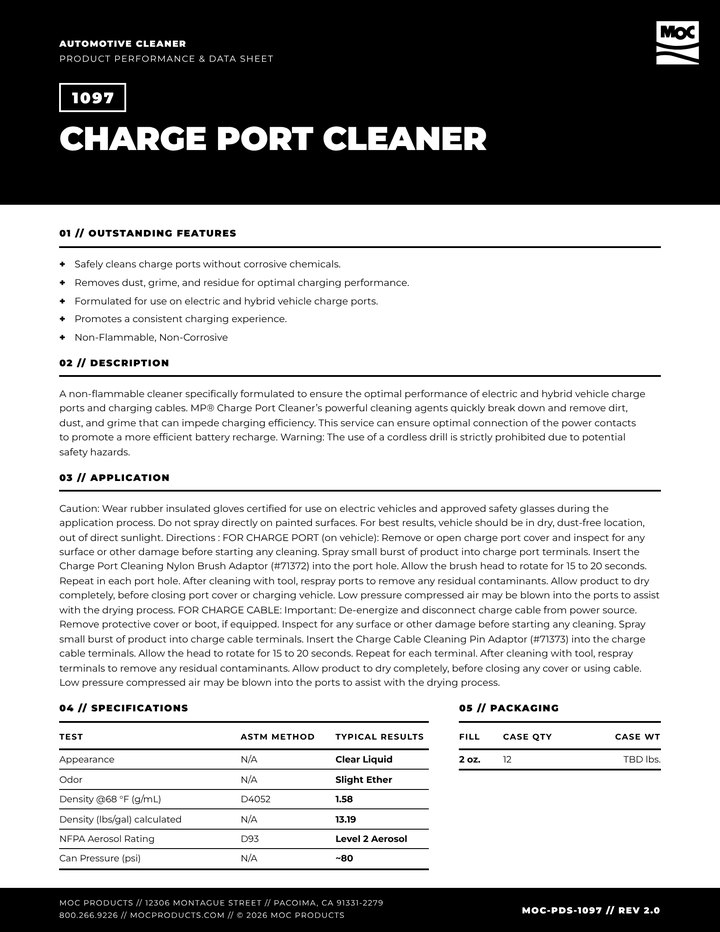 AUTOMOTIVE CLEANER
PRODUCT PERFORMANCE & DATA SHEET
MOC
1097
CHARGE PORT CLEANER
01 // OUTSTANDING FEATURES
+ Safely cleans charge ports without corrosive chemicals.
+ Removes dust, grime, and residue for optimal charging performance.
+ Formulated for use on electric and hybrid vehicle charge ports.
+ Promotes a consistent charging experience.
+ Non-Flammable, Non-Corrosive
02 // DESCRIPTION
A non-flammable cleaner specifically formulated to ensure the optimal performance of electric and hybrid vehicle charge
ports and charging cables. MP® Charge Port Cleaner's powerful cleaning agents quickly break down and remove dirt,
dust, and grime that can impede charging efficiency. This service can ensure optimal connection of the power contacts
to promote a more efficient battery recharge. Warning: The use of a cordless drill is strictly prohibited due to potential
safety hazards.
03 // APPLICATION
Caution: Wear rubber insulated gloves certified for use on electric vehicles and approved safety glasses during the
application process. Do not spray directly on painted surfaces. For best results, vehicle should be in dry, dust-free location,
out of direct sunlight. Directions : FOR CHARGE PORT (on vehicle): Remove or open charge port cover and inspect for any
surface or other damage before starting any cleaning. Spray small burst of product into charge port terminals. Insert the
Charge Port Cleaning Nylon Brush Adaptor (#71372) into the port hole. Allow the brush head to rotate for 15 to 20 seconds.
Repeat in each port hole. After cleaning with tool, respray ports to remove any residual contaminants. Allow product to dry
completely, before closing port cover or charging vehicle. Low pressure compressed air may be blown into the ports to assist
with the drying process. FOR CHARGE CABLE: Important: De-energize and disconnect charge cable from power source.
Remove protective cover or boot, if equipped. Inspect for any surface or other damage before starting any cleaning. Spray
small burst of product into charge cable terminals. Insert the Charge Cable Cleaning Pin Adaptor (#71373) into the charge
cable terminals. Allow the head to rotate for 15 to 20 seconds. Repeat for each terminal. After cleaning with tool, respray
terminals to remove any residual contaminants. Allow product to dry completely, before closing any cover or using cable.
Low pressure compressed air may be blown into the ports to assist with the drying process.
04 // SPECIFICATIONS
TEST ASTM METHOD TYPICAL RESULTS
Appearance N/A Clear Liquid
Odor N/A Slight Ether
Density @68 °F (g/mL) D4052 1.58
Density (lbs/gal) calculated N/A 13.19
NFPA Aerosol Rating D93 Level 2 Aerosol
Can Pressure (psi) N/A ~80
05 // PACKAGING
FILL CASE QTY CASE WT
2 oz. 12 TBD lbs.
MOC PRODUCTS // 12306 MONTAGUE STREET // PACOIMA, CA 91331-2279
800.266.9226 // MOCPRODUCTS.COM // © 2026 MOC PRODUCTS
MOC-PDS-1097 // REV 2.0